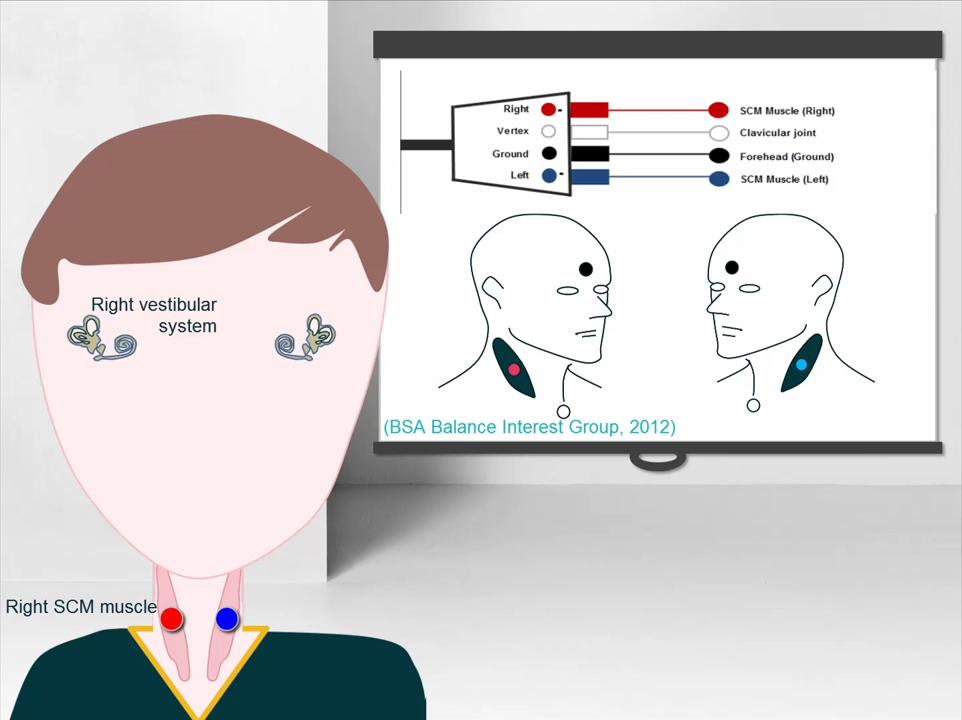 Right
SCM Muscle (Right)
Vertex
Clavicular joint
Ground
Forehead (Ground)
Left
SCM Muscle (Left)
Right vestibular
system
(BSA Balance Interest Group, 2012)
Right SCM muscle